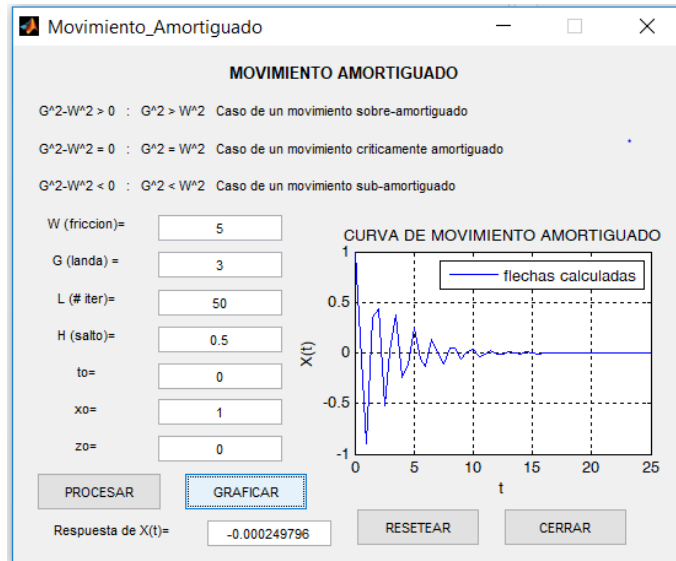 Movimiento_Amortiguado
MOVIMIENTO AMORTIGUADO
G^2-W^2 > 0 : G^2 > W^2 Caso de un movimiento sobre-amortiguado
G^2-W^2 = 0 : G^2 = W^2 Caso de un movimiento criticamente amortiguado
G^2-W^2 < 0 : G^2 < W^2 Caso de un movimiento sub-amortiguado
W (friccion)= 5
G (landa) = 3
L (# iter)= 50
H (salto)= 0.5
to= 0
xo= 1
zo= 0
PROCESAR GRAFICAR
Respuesta de X(t)= -0.000249796
CURVA DE MOVIMIENTO AMORTIGUADO
flechas calculadas
X(t)
1
0.5
0
-0.5
-1
0 5 10 15 20 25
t
RESETEAR CERRAR